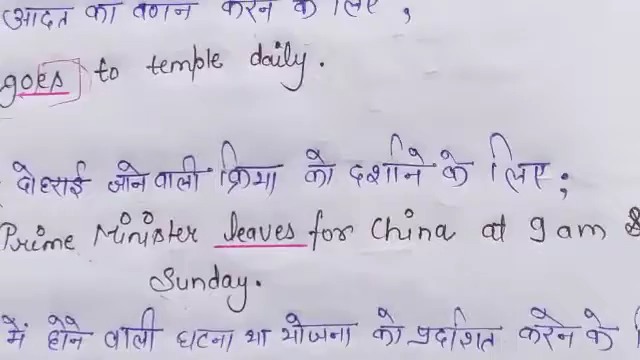 आदत का वर्णन करने के लिए,
goes to temple daily.
दोहराई जाने वाली क्रिया को दर्शाने के लिए;
Prime Minister leaves for China at 9 am
Sunday.
में होने वाली घटना या योजना को प्रदर्शित करने के